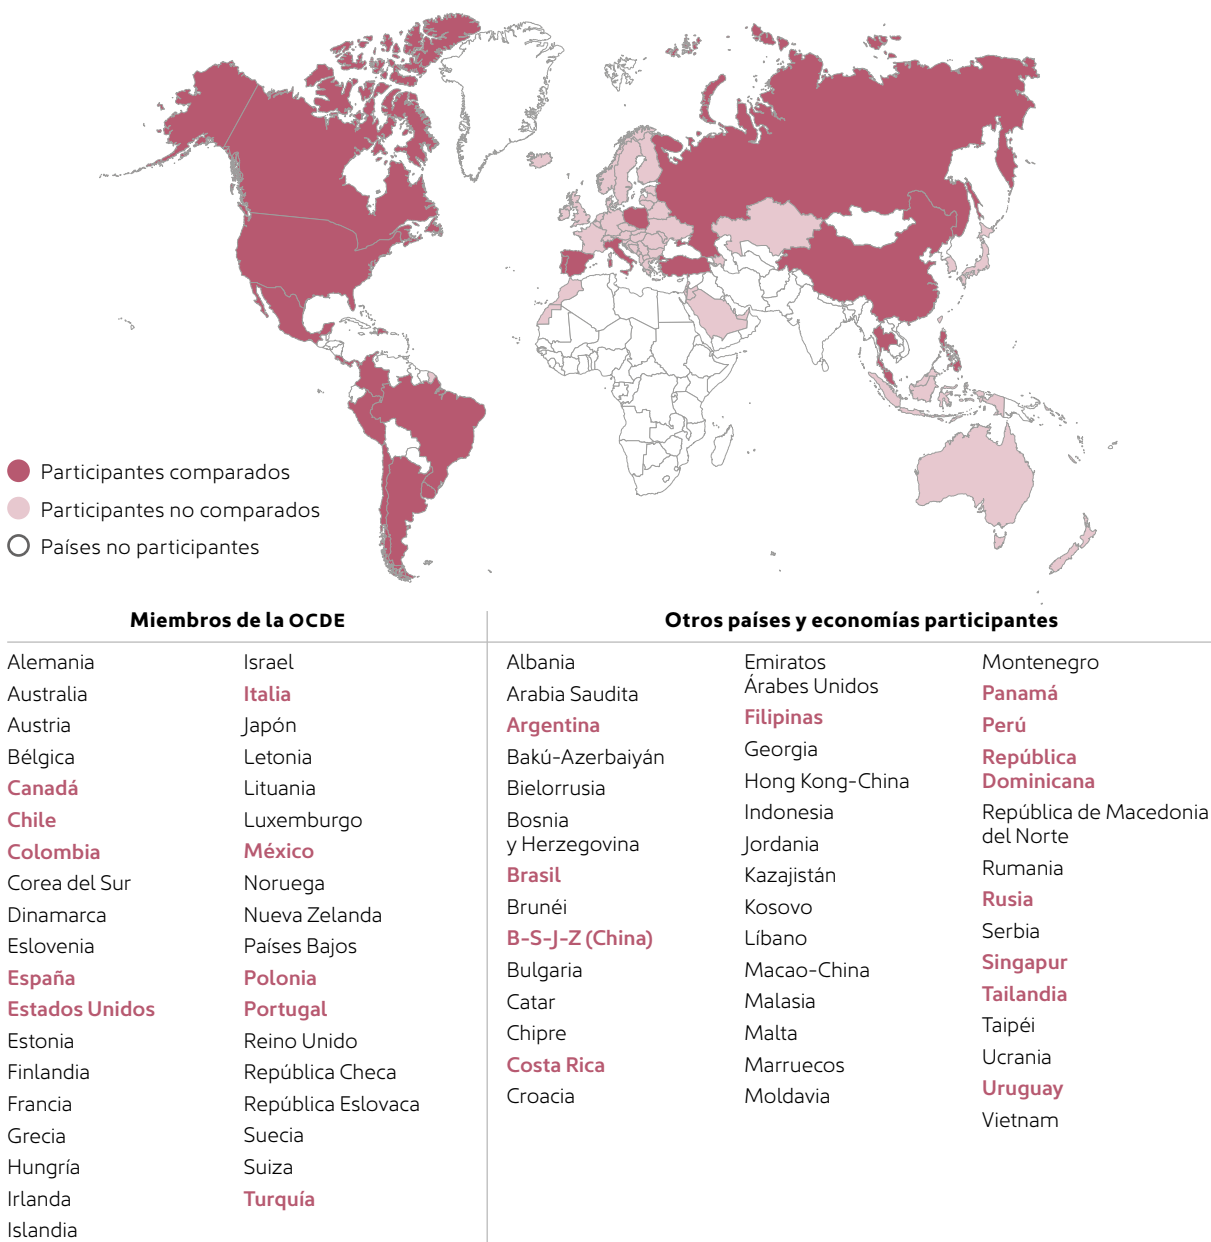 Participantes comparados
Participantes no comparados
Países no participantes
Miembros de la OCDE
Alemania
Australia
Austria
Bélgica
Canadá
Chile
Colombia
Corea del Sur
Dinamarca
Eslovenia
España
Estados Unidos
Estonia
Finlandia
Francia
Grecia
Hungría
Irlanda
Islandia
Israel
Italia
Japón
Letonia
Lituania
Luxemburgo
México
Noruega
Nueva Zelanda
Países Bajos
Polonia
Portugal
Reino Unido
República Checa
República Eslovaca
Suecia
Suiza
Turquía
Otros países y economías participantes
Albania
Arabia Saudita
Argentina
Bakú-Azerbaiyán
Bielorrusia
Bosnia
y Herzegovina
Brasil
Brunéi
B-S-J-Z (China)
Bulgaria
Catar
Chipre
Costa Rica
Croacia
Emiratos
Árabes Unidos
Filipinas
Georgia
Hong Kong-China
Indonesia
Jordania
Kazajistán
Kosovo
Líbano
Macao-China
Malasia
Malta
Marruecos
Moldavia
Montenegro
Panamá
Perú
República
Dominicana
República de Macedonia
del Norte
Rumania
Rusia
Serbia
Singapur
Tailandia
Taipéi
Ucrania
Uruguay
Vietnam